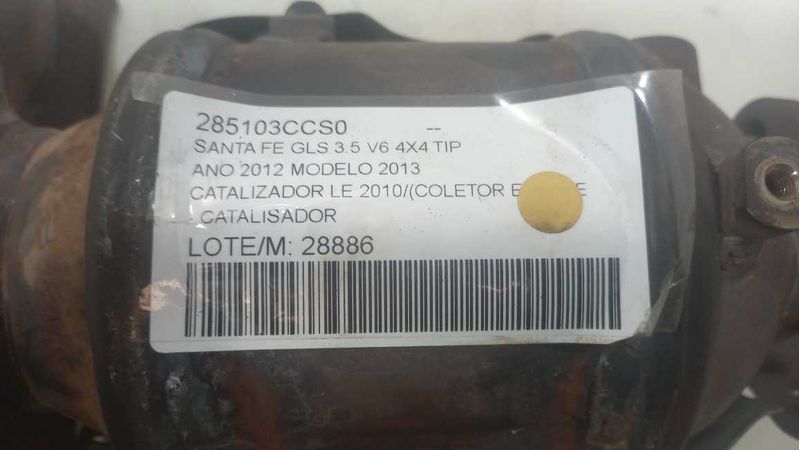 285103CCS0 --
SANTA FE GLS 3.5 V6 4X4 TIP
ANO 2012 MODELO 2013
CATALIZADOR LE 2010/(COLETOR E
CATALISADOR
LOTE/M: 28886